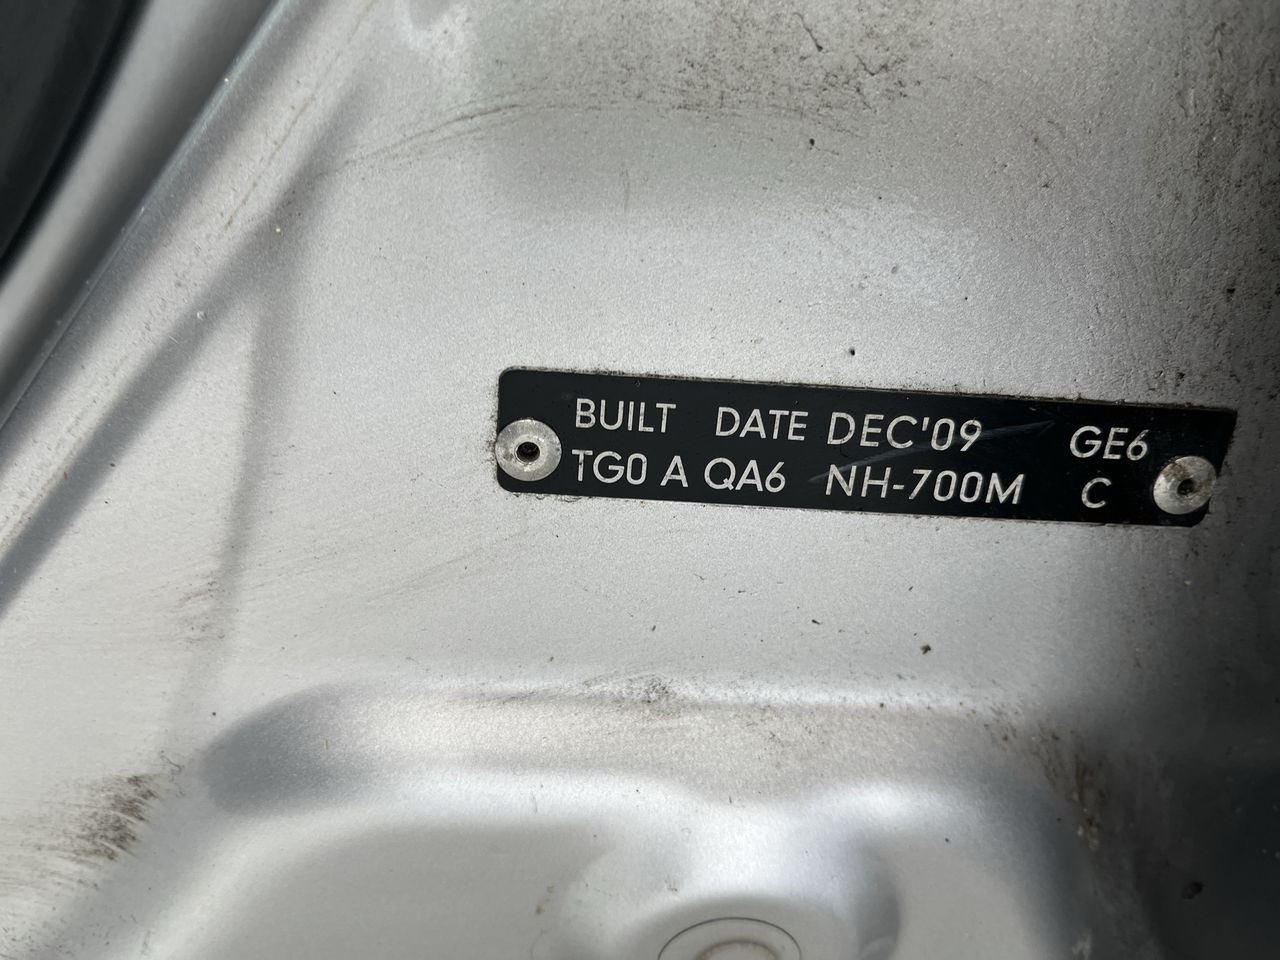 BUILT DATE DEC'09 GE6
TG0 A QA6 NH-700M C